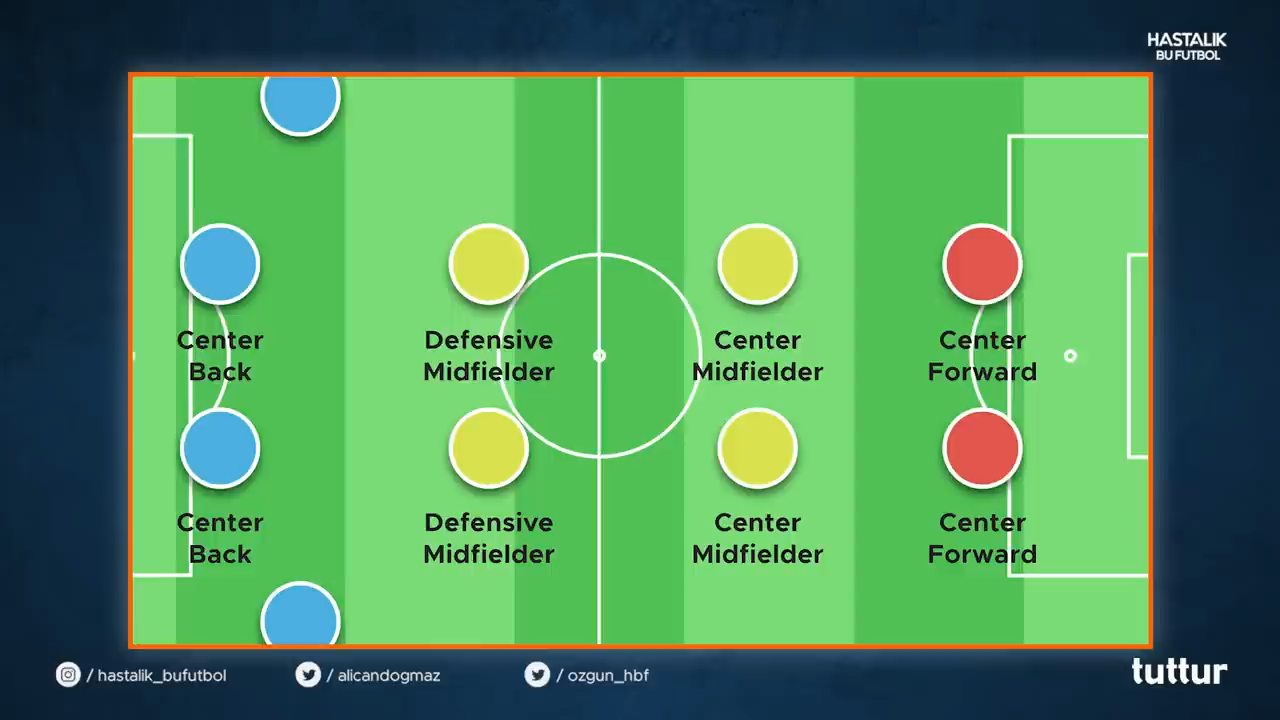 HASTALIK
BU FUTBOL
Center
Back
Defensive
Midfielder
Center
Midfielder
Center
Forward
Center
Back
Defensive
Midfielder
Center
Midfielder
Center
Forward
/ hastalik_bufutbol
/ alicandogmaz
/ ozgun_hbf
tuttur